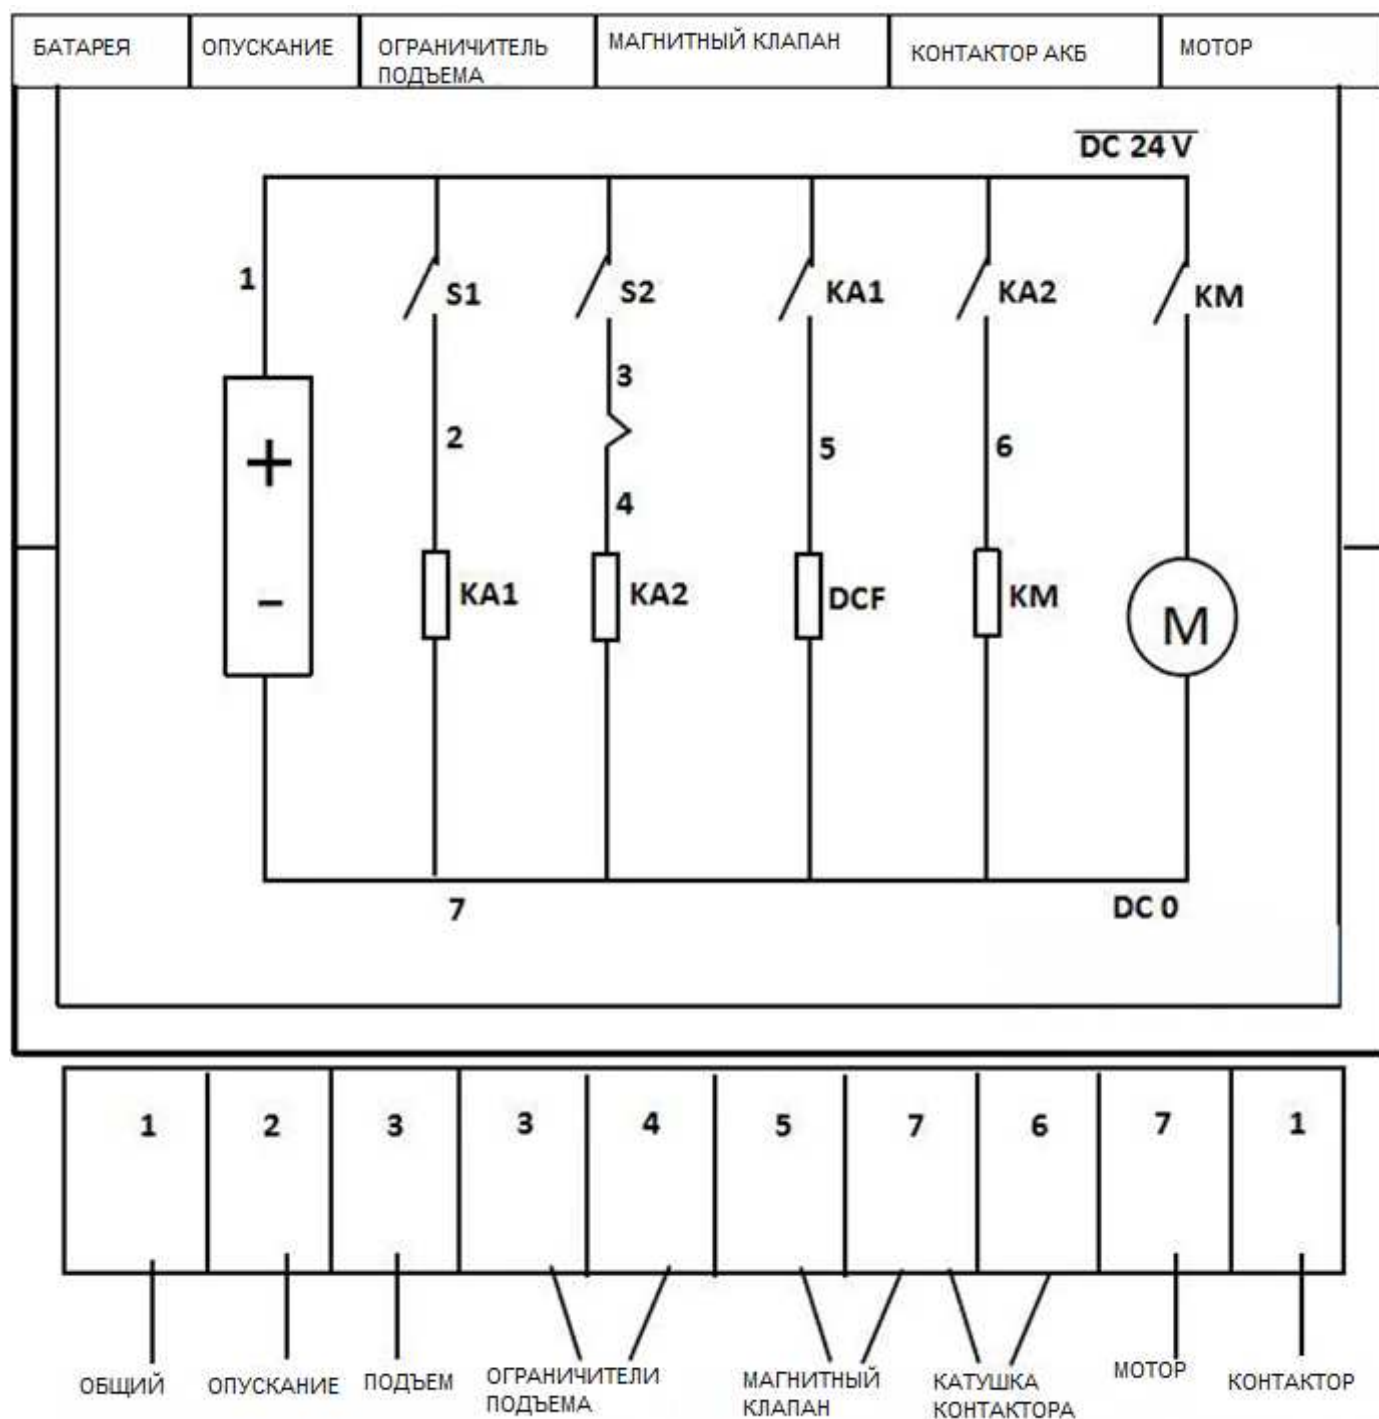 БАТАРЕЯ
ОПУСКАНИЕ
ОГРАНИЧИТЕЛЬ
ПОДЪЕМА
МАГНИТНЫЙ КЛАПАН
КОНТАКТОР АКБ
МОТОР
DC 24 V
1
S1
S2
KA1
KA2
KM
3
2
5
6
4
+
-
KA1
KA2
DCF
KM
M
7
DC 0
1 2 3 3 4 5 7 6 7 1
ОБЩИЙ
ОПУСКАНИЕ
ПОДЪЕМ
ОГРАНИЧИТЕЛИ
ПОДЪЕМА
МАГНИТНЫЙ
КЛАПАН
КАТУШКА
КОНТАКТОРА
МОТОР
КОНТАКТОР